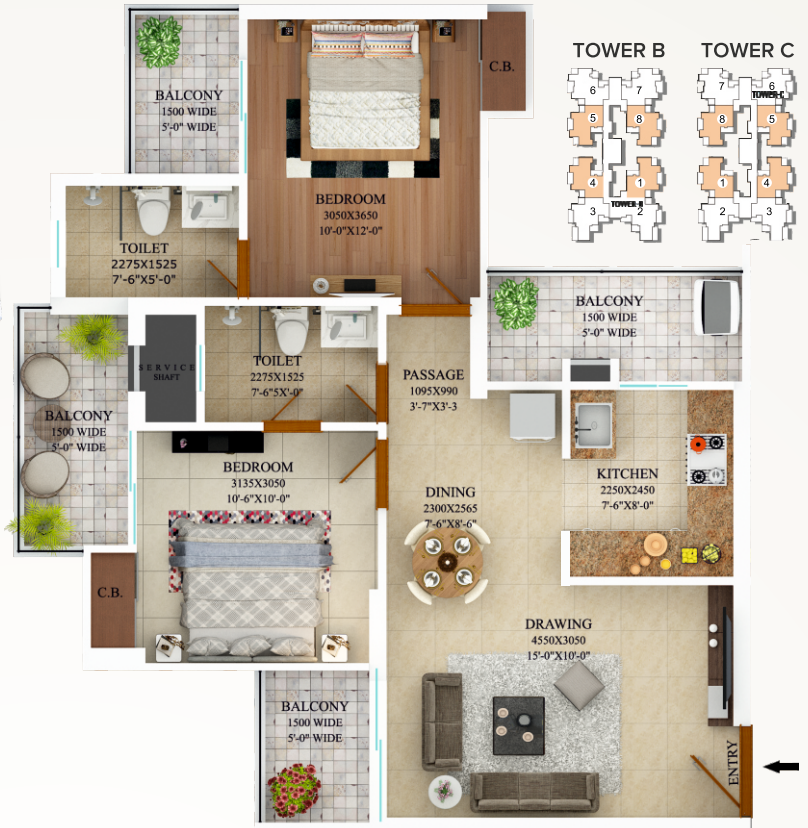 TOWER B
6
7
5
8
4
1
TOWER-B
3
2
TOWER C
7
6
TOWER-C
8
5
1
4
2
3
BALCONY
1500 WIDE
5'-0" WIDE
C.B.
BEDROOM
3050X3650
10'-0"X12'-0"
TOILET
2275X1525
7'-6"X5'-0"
BALCONY
1500 WIDE
5'-0" WIDE
SERVICE
SHAFT
TOILET
2275X1525
7'-6"5X'-0"
PASSAGE
1095X990
3'-7"X3'-3
BALCONY
1500 WIDE
5'-0" WIDE
BEDROOM
3135X3050
10'-6"X10'-0"
DINING
2300X2565
7'-6"X8'-6"
KITCHEN
2250X2450
7'-6"X8'-0"
C.B.
DRAWING
4550X3050
15'-0"X10'-0"
BALCONY
1500 WIDE
5'-0" WIDE
ENTRY